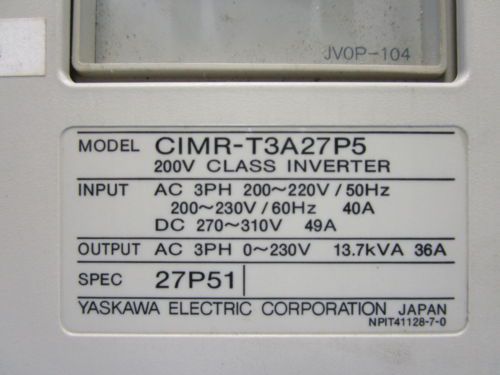 JVOP-104
MODEL CIMR-T3A27P5
200V CLASS INVERTER
INPUT AC 3PH 200~220V / 50Hz
200~230V / 60Hz 40A
DC 270~310V 49A
OUTPUT AC 3PH 0~230V 13.7kVA 36A
SPEC 27P51
YASKAWA ELECTRIC CORPORATION JAPAN
NPIT41128-7-0